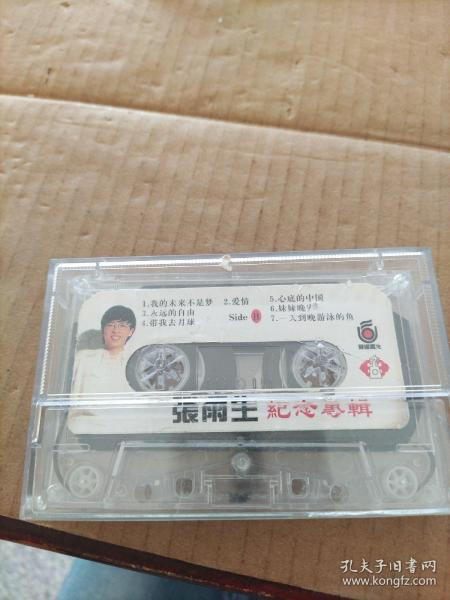 1.我的未来不是梦 2.爱情
3.永远的自由
4.带我去月球
Side B
5.心底的中国
6.妹妹晚
7.一天到晚游泳的鱼
張雨生 紀念專輯
孔夫子旧书网
www.kongfz.com